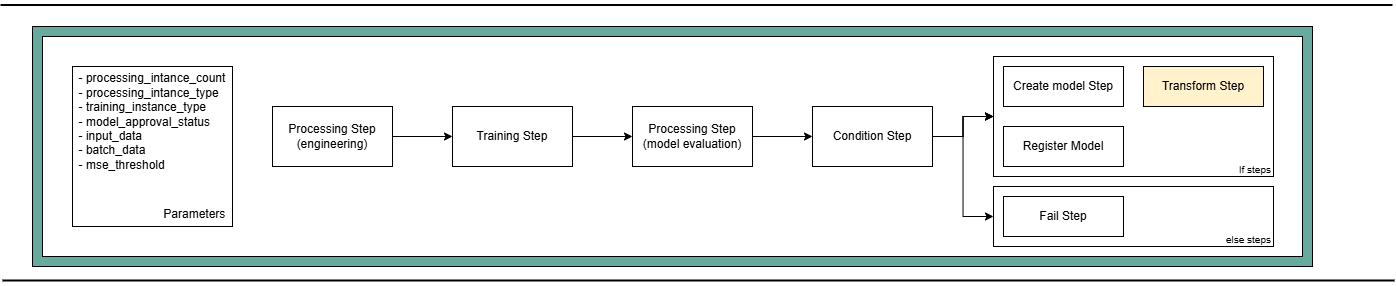 - processing_intance_count
- processing_intance_type
- training_instance_type
- model_approval_status
- input_data
- batch_data
- mse_threshold
Parameters
Processing Step
(engineering)
Training Step
Processing Step
(model evaluation)
Condition Step
Create model Step
Transform Step
Register Model
If steps
Fail Step
else steps